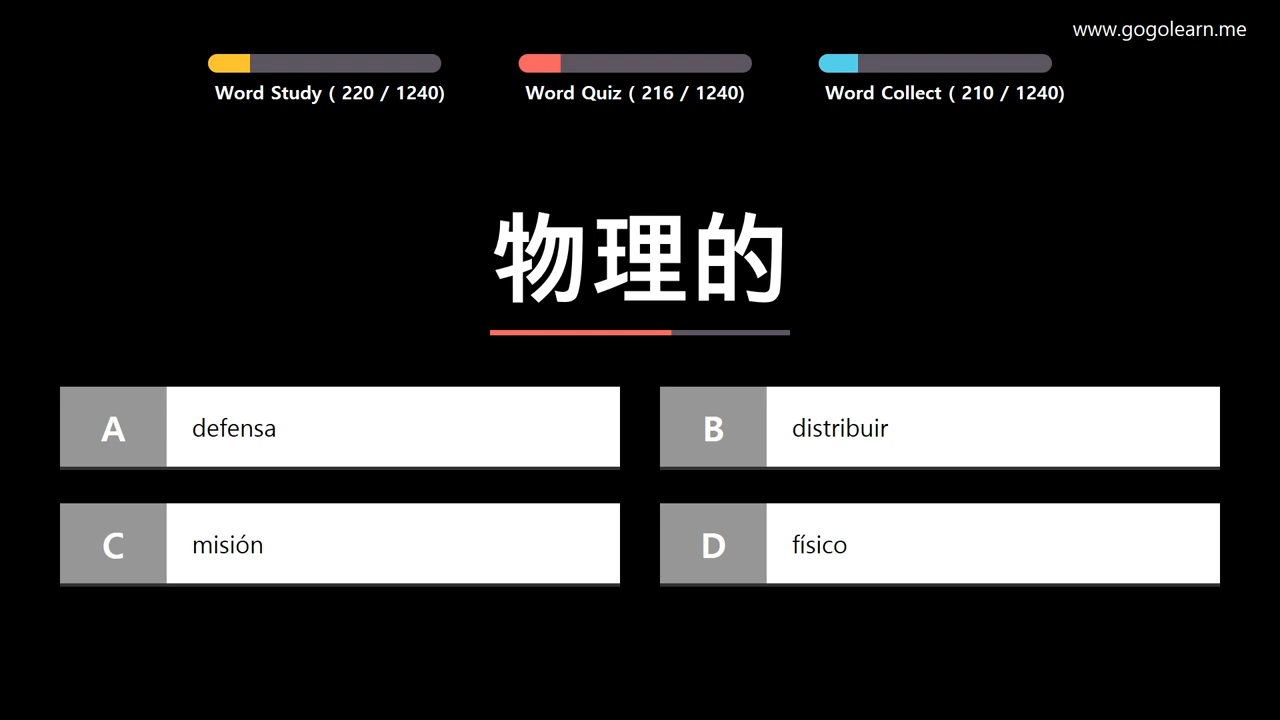 www.gogolearn.me
Word Study ( 220 / 1240)
Word Quiz ( 216 / 1240)
Word Collect ( 210 / 1240)
物理的
A defensa
B distribuir
C misión
D físico